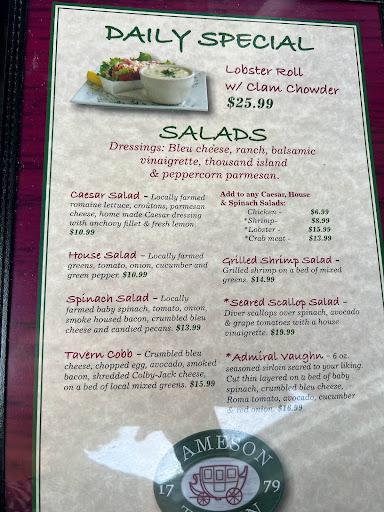 DAILY SPECIAL
Lobster Roll
w/ Clam Chowder
$25.99
SALADS
Dressings: Bleu cheese, ranch, balsamic
vinaigrette, thousand island
& peppercorn parmesan.
Caesar Salad - Locally farmed
romaine lettuce, croûtons, parmesan
cheese, home made Caesar dressing
with anchovy fillet & fresh lemon
$10.99
House Salad - Locally farmed
greens, tomato, onion, cucumber and
green pepper. $10.99
Spinach Salad - Locally
farmed baby spinach, tomato, onion,
smoke housed bacon, crumbled bleu
cheese and candied pecans. $13.99
Tavern Cobb - Crumbled bleu
cheese, chopped egg, avocado, smoked
bacon, shredded Colby-Jack cheese,
on a bed of local mixed greens. $15.99
Add to any Caesar, House
& Spinach Salads:
Chicken - $6.99
*Shrimp- $8.99
*Lobster - $15.99
*Crab meat - $13.99
Grilled Shrimp Salad -
Grilled shrimp on a bed of mixed
greens. $14.99
*Seared Scallop Salad -
Diver scallops over spinach, avocado
& grape tomatoes with a house
vinaigrette. $19.99
*Admiral Vaughn - 6 oz.
seasoned sirloin seared to your liking.
Cut thin layered on a bed of baby
spinach, crumbled bleu cheese,
Roma tomato, avocado, cucumber
& red onion. $16.99
JAMESON
17 79